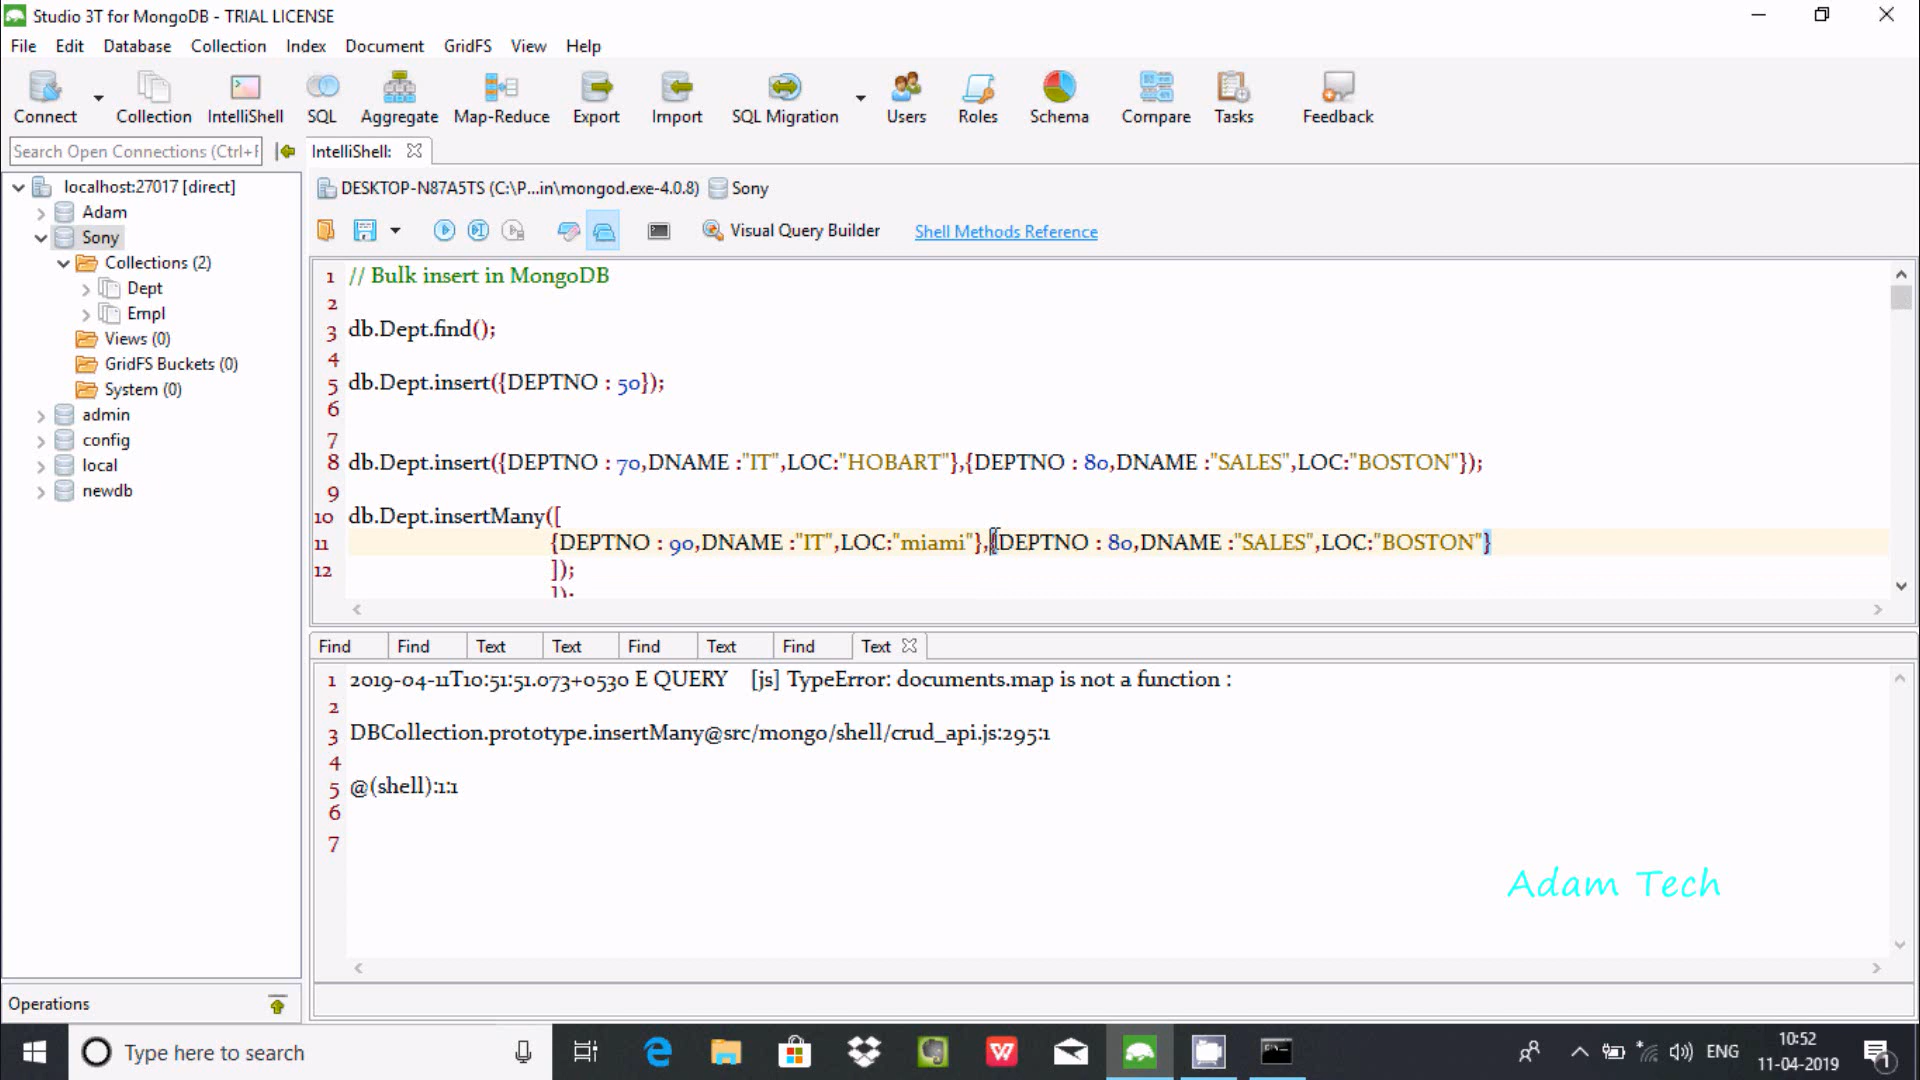 Studio 3T for MongoDB - TRIAL LICENSE
File Edit Database Collection Index Document GridFS View Help
Connect Collection IntelliShell SQL Aggregate Map-Reduce Export Import SQL Migration Users Roles Schema Compare Tasks Feedback
Search Open Connections (Ctrl+F
IntelliShell:
localhost:27017 [direct]
Adam
Sony
Collections (2)
Dept
Empl
Views (0)
GridFS Buckets (0)
System (0)
admin
config
local
newdb
Operations
DESKTOP-N87A5TS (C:\P...in\mongod.exe-4.0.8) Sony
Visual Query Builder Shell Methods Reference
1 // Bulk insert in MongoDB
2
3 db.Dept.find();
4
5 db.Dept.insert({DEPTNO : 50});
6
7
8 db.Dept.insert({DEPTNO : 70,DNAME :"IT",LOC:"HOBART"},{DEPTNO : 80,DNAME :"SALES",LOC:"BOSTON"});
9
10 db.Dept.insertMany([
11 {DEPTNO : 90,DNAME :"IT",LOC:"miami"},{DEPTNO : 80,DNAME :"SALES",LOC:"BOSTON"}
12 ]);
]);
Find Find Text Text Find Text Find Text
1 2019-04-11T10:51:51.073+0530 E QUERY [js] TypeError: documents.map is not a function :
2
3 DBCollection.prototype.insertMany@src/mongo/shell/crud_api.js:295:1
4
5 @(shell):1:1
6
7
Adam Tech
Type here to search
ENG
10:52
11-04-2019
1